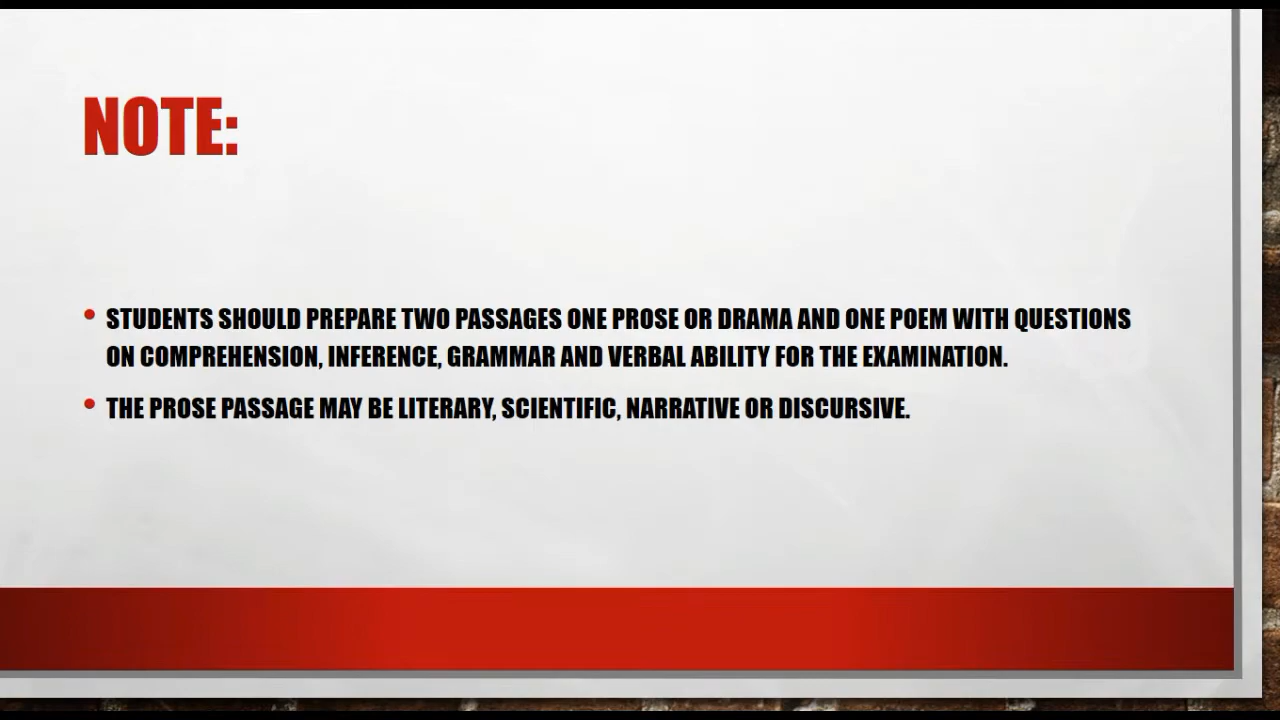 NOTE:
• STUDENTS SHOULD PREPARE TWO PASSAGES ONE PROSE OR DRAMA AND ONE POEM WITH QUESTIONS
ON COMPREHENSION, INFERENCE, GRAMMAR AND VERBAL ABILITY FOR THE EXAMINATION.
• THE PROSE PASSAGE MAY BE LITERARY, SCIENTIFIC, NARRATIVE OR DISCURSIVE.